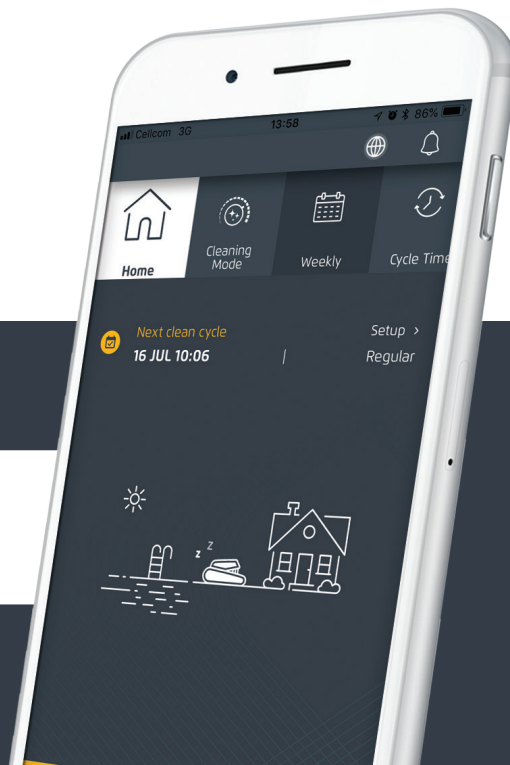 Cellcom 3G 13:58 86%
Home
Cleaning
Mode
Weekly
Cycle Time
Next clean cycle
16 JUL 10:06 | Regular
Setup >
z z